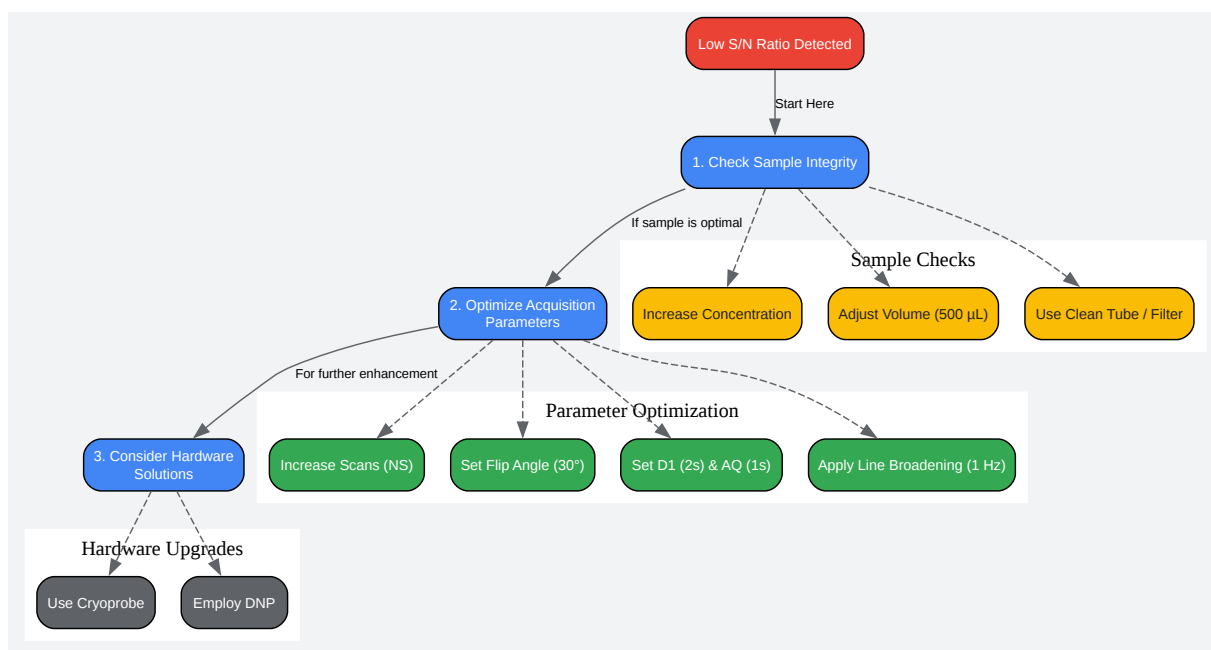 Low S/N Ratio Detected
Start Here
1. Check Sample Integrity
If sample is optimal
Sample Checks
2. Optimize Acquisition
Parameters
Increase Concentration
Adjust Volume (500 µL)
Use Clean Tube / Filter
For further enhancement
Parameter Optimization
3. Consider Hardware
Solutions
Increase Scans (NS)
Set Flip Angle (30°)
Set D1 (2s) & AQ (1s)
Apply Line Broadening (1 Hz)
Hardware Upgrades
Use Cryoprobe
Employ DNP